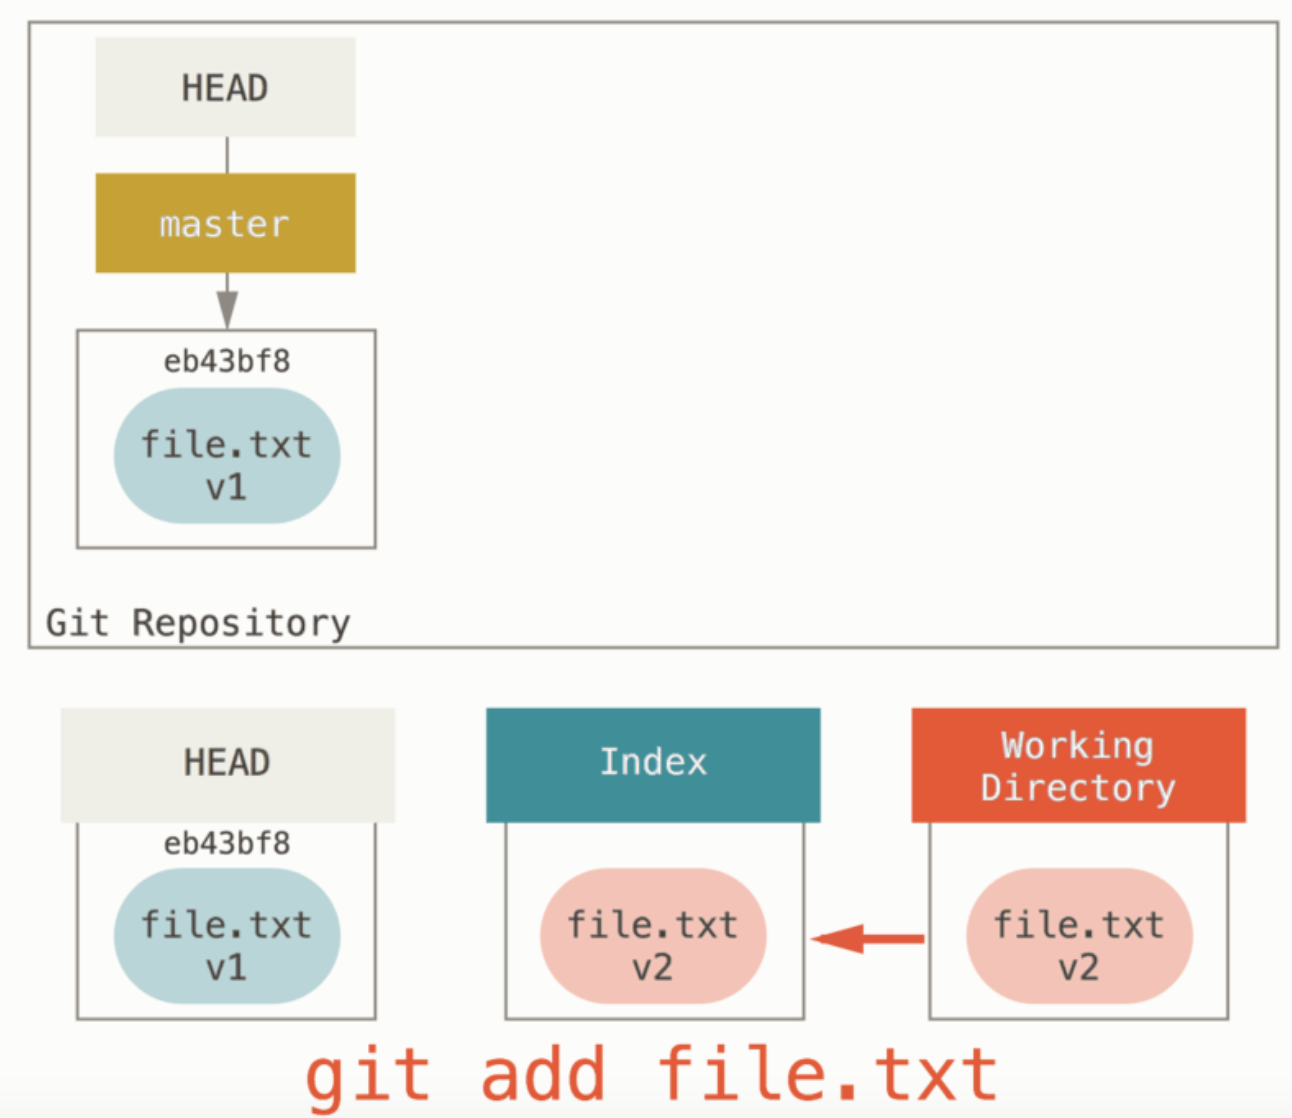 HEAD
master
eb43bf8
file.txt
v1
Git Repository
HEAD
eb43bf8
file.txt
v1
Index
file.txt
v2
Working
Directory
file.txt
v2
git add file.txt